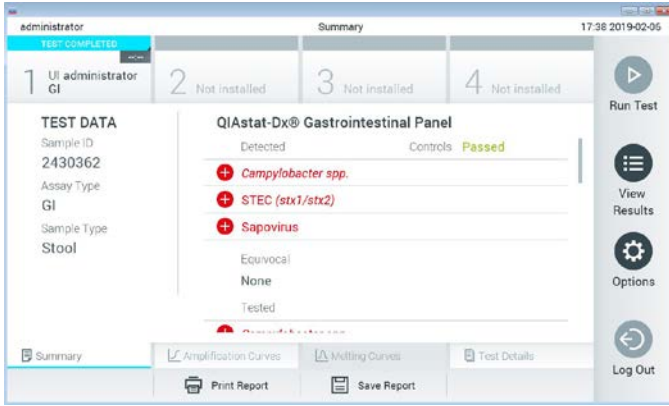 administrator Summary 17:38 2019-02-06
TEST COMPLETED
1 UI administrator GI
2 Not installed
3 Not installed
4 Not installed
Run Test
View Results
Options
Log Out
TEST DATA
Sample ID
2430362
Assay Type
GI
Sample Type
Stool
QIAstat-Dx® Gastrointestinal Panel
Detected Controls Passed
Campylobacter spp.
STEC (stx1/stx2)
Sapovirus
Equivocal
None
Tested
Summary
Amplification Curves
Melting Curves
Test Details
Print Report
Save Report